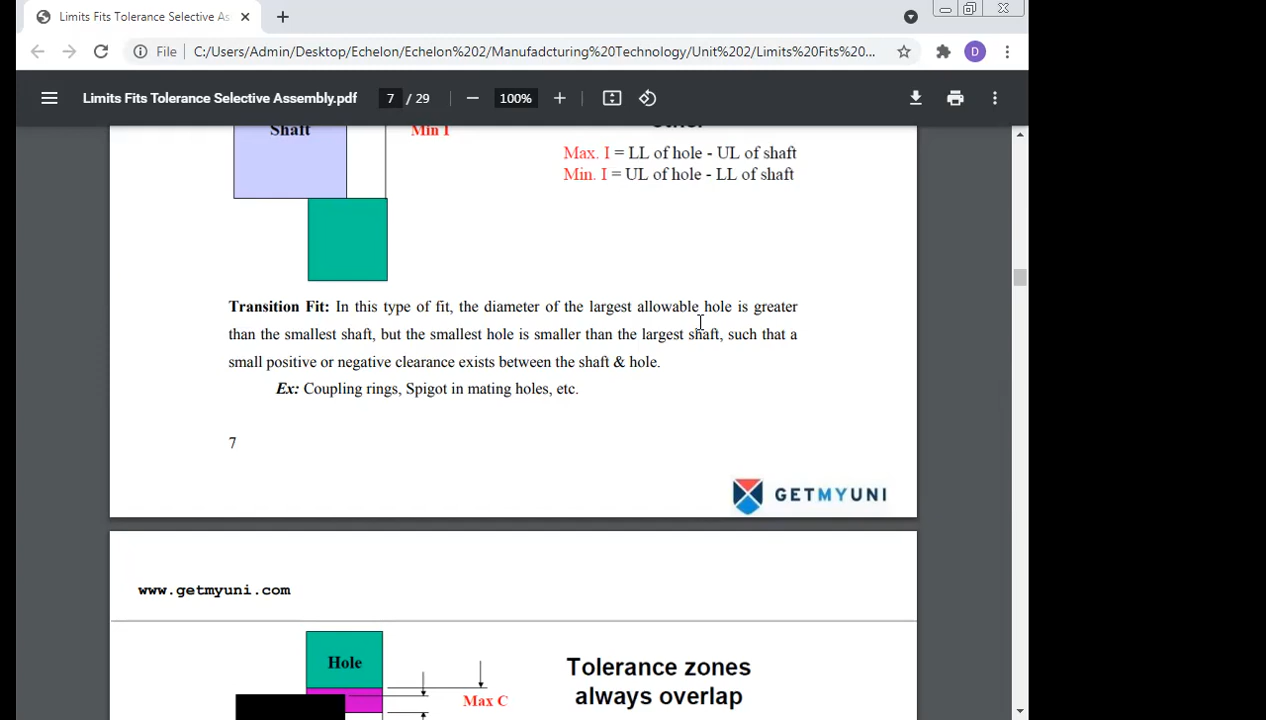 Limits Fits Tolerance Selective As
File C:/Users/Admin/Desktop/Echelon/Echelon%202/Manufadcturing%20Technology/Unit%202/Limits%20Fits%20...
D
Limits Fits Tolerance Selective Assembly.pdf 7 / 29 100%
Shaft
Max. I = LL of hole - UL of shaft
Min. I = UL of hole - LL of shaft
Transition Fit: In this type of fit, the diameter of the largest allowable hole is greater
than the smallest shaft, but the smallest hole is smaller than the largest shaft, such that a
small positive or negative clearance exists between the shaft & hole.
Ex: Coupling rings, Spigot in mating holes, etc.
7
GETMYUNI
www.getmyuni.com
Hole
Max C
Tolerance zones
always overlap